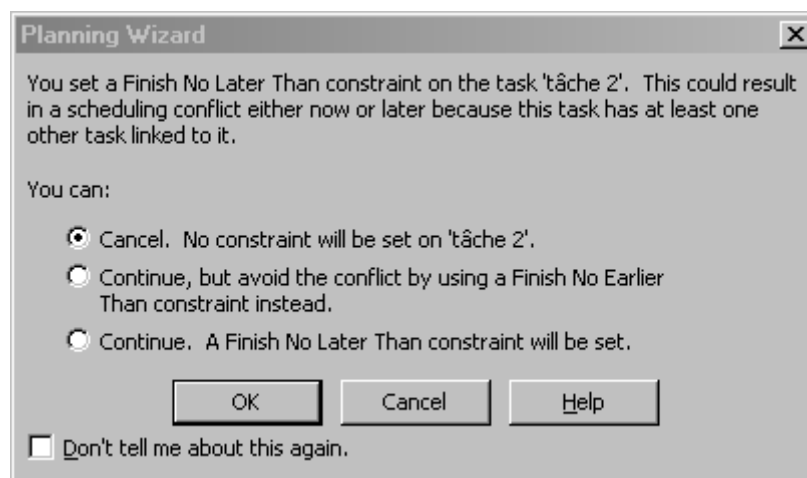 Planning Wizard
You set a Finish No Later Than constraint on the task 'tâche 2'.  This could result
in a scheduling conflict either now or later because this task has at least one
other task linked to it.
You can:
Cancel.  No constraint will be set on 'tâche 2'.
Continue, but avoid the conflict by using a Finish No Earlier
Than constraint instead.
Continue.  A Finish No Later Than constraint will be set.
OK Cancel Help
Don't tell me about this again.